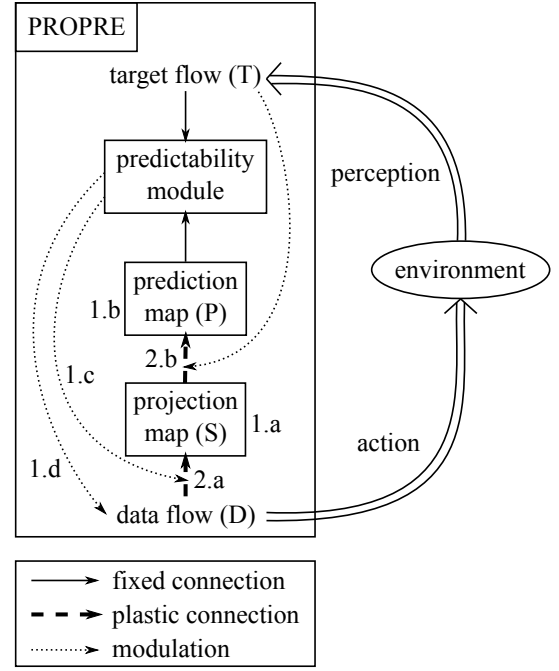 PROPRE
target flow (T)
predictability
module
perception
environment
prediction
map (P)
1.b
2.b
1.c
projection
map (S)
1.a
action
1.d
2.a
data flow (D)
fixed connection
plastic connection
modulation